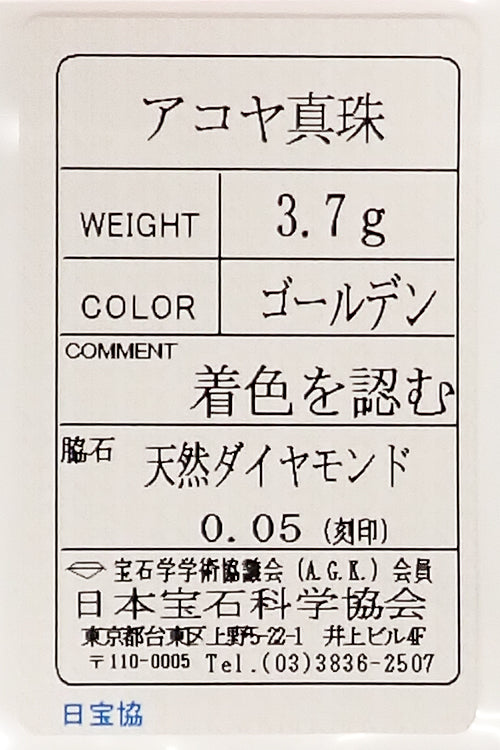 アコヤ真珠
WEIGHT 3.7g
COLOR ゴールデン
COMMENT
着色を認む
脇石 天然ダイヤモンド
0.05 (刻印)
宝石学学術協議会 (A.G.K.) 会員
日本宝石科学協会
東京都台東区上野5-22-1 井上ビル4F
〒110-0005 Tel.(03)3836-2507
日宝協